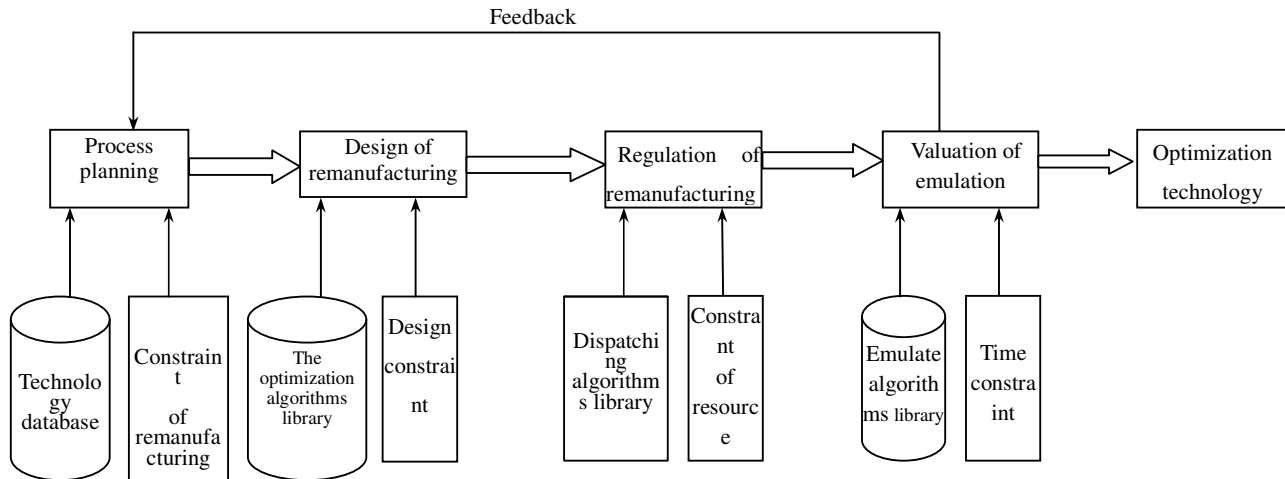 Feedback
Process
planning
Design of
remanufacturing
Regulation of
remanufacturing
Valuation of
emulation
Optimization
technology
Technolo
gy
database
Constrain
t
of
remanufa
cturing
The
optimization
algorithms
library
Design
constrai
nt
Dispatchi
ng
algorithm
s library
Constra
nt
of
resourc
e
Emulate
algorith
ms library
Time
constra
int